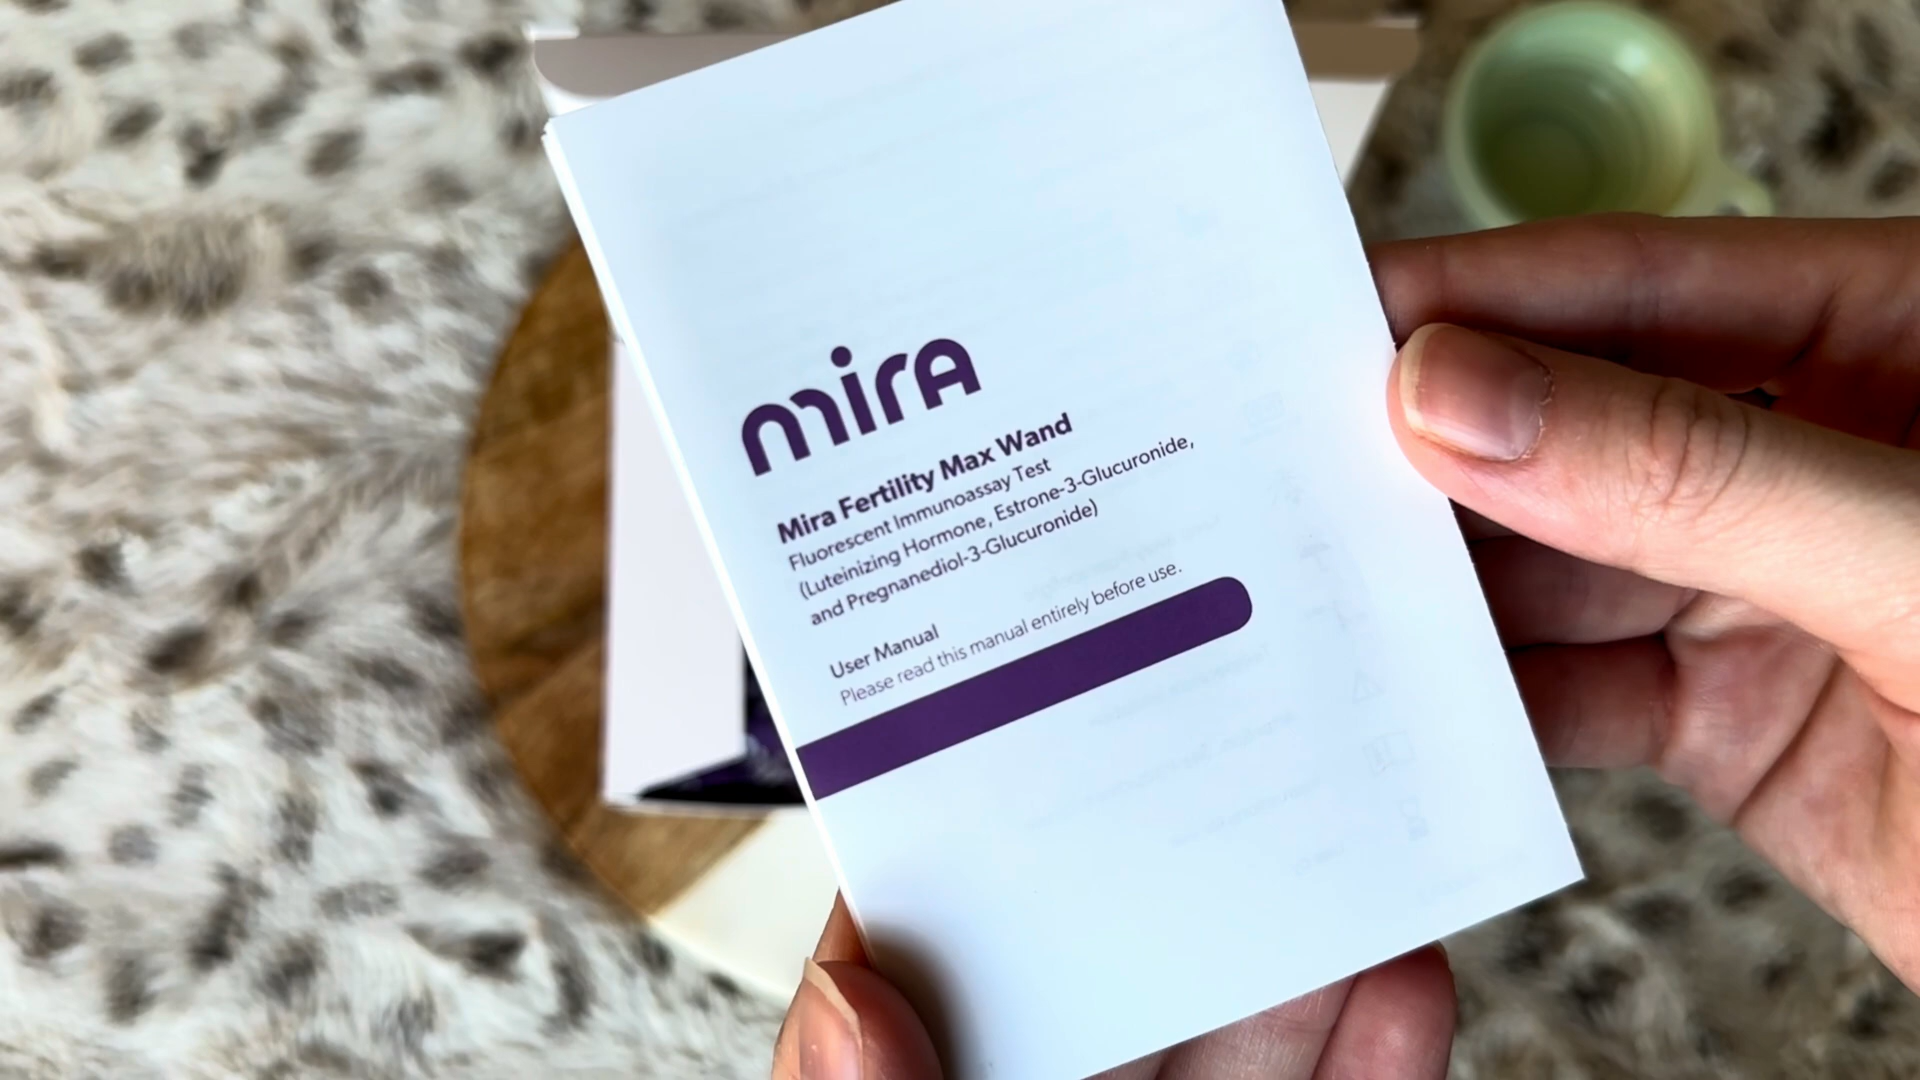 mira
Mira Fertility Max Wand
Fluorescent Immunoassay Test
(Luteinizing Hormone, Estrone-3-Glucuronide,
and Pregnanediol-3-Glucuronide)
User Manual
Please read this manual entirely before use.